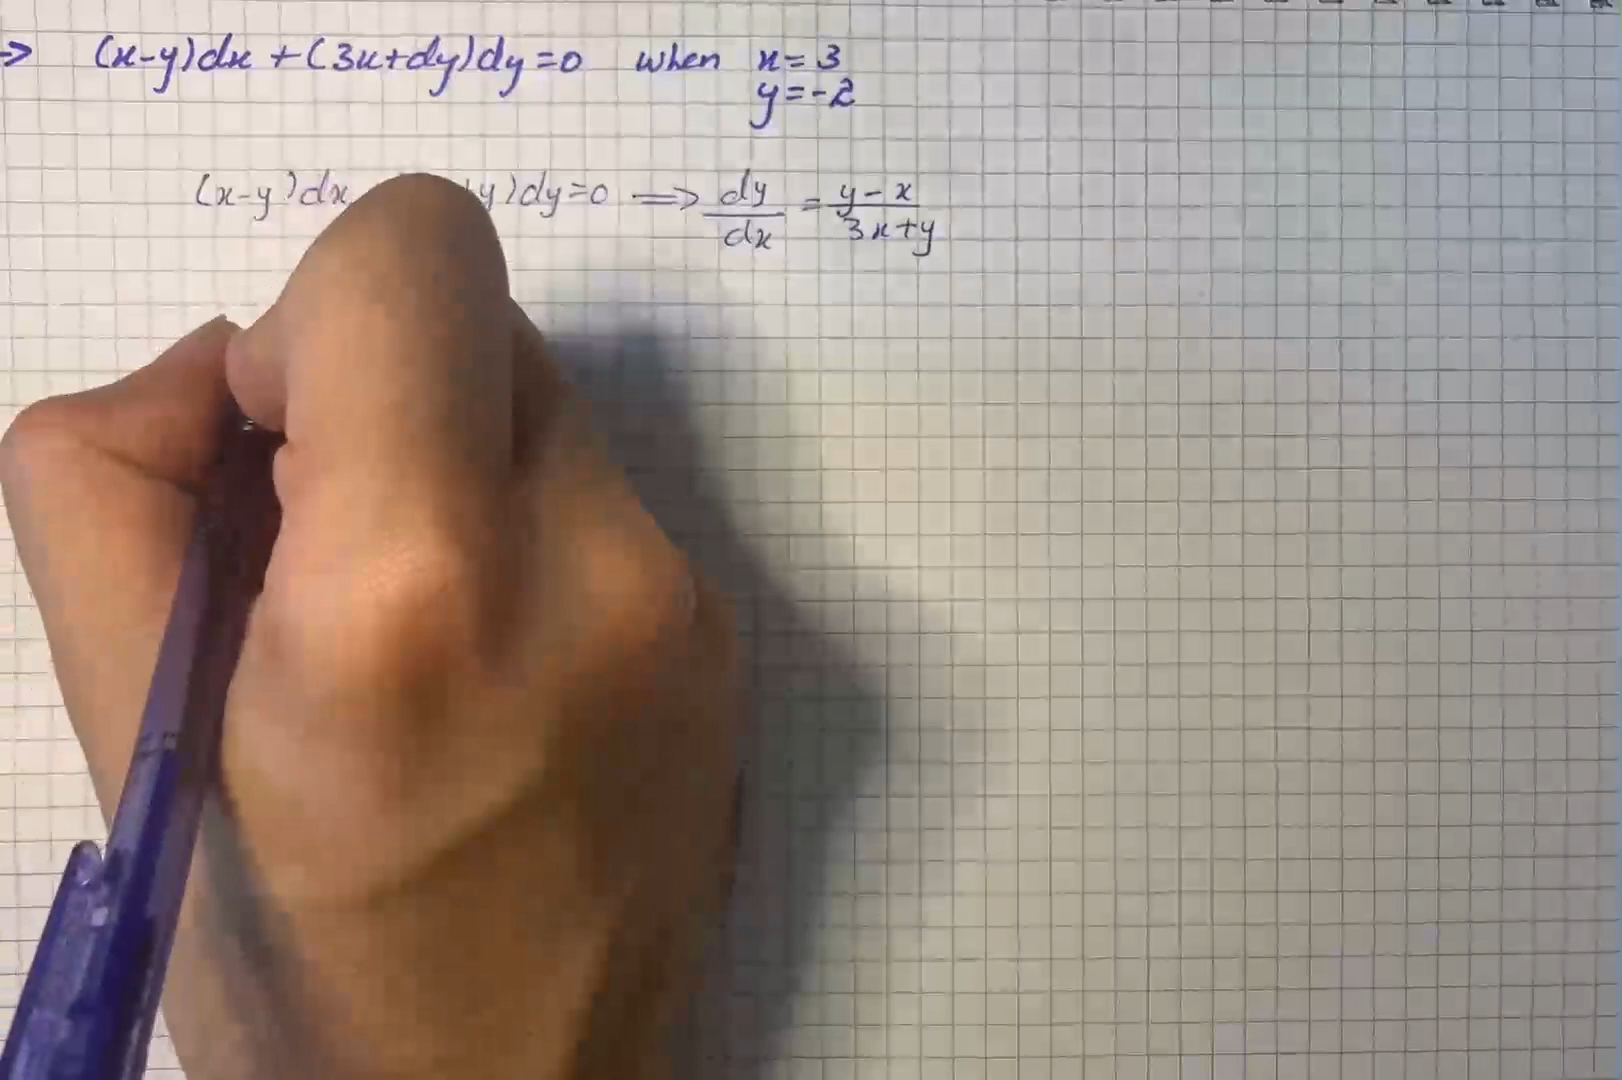 → (x-y)dx + (3x+dy)dy=0 when x=3
y=-2
(x-y)dx +y)dy=0 ⟹ dy/dx = y-x/3x+y